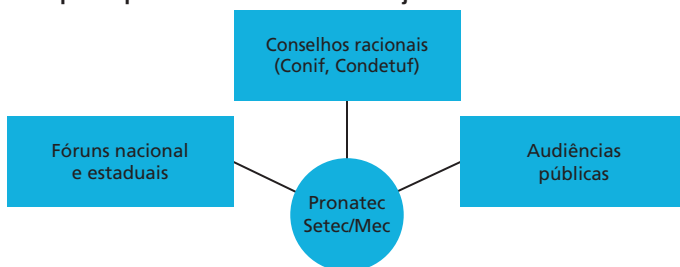 Conselhos racionais
(Conif, Condetuf)
Fóruns nacional
e estaduais
Audiências
públicas
Pronatec
Setec/Mec